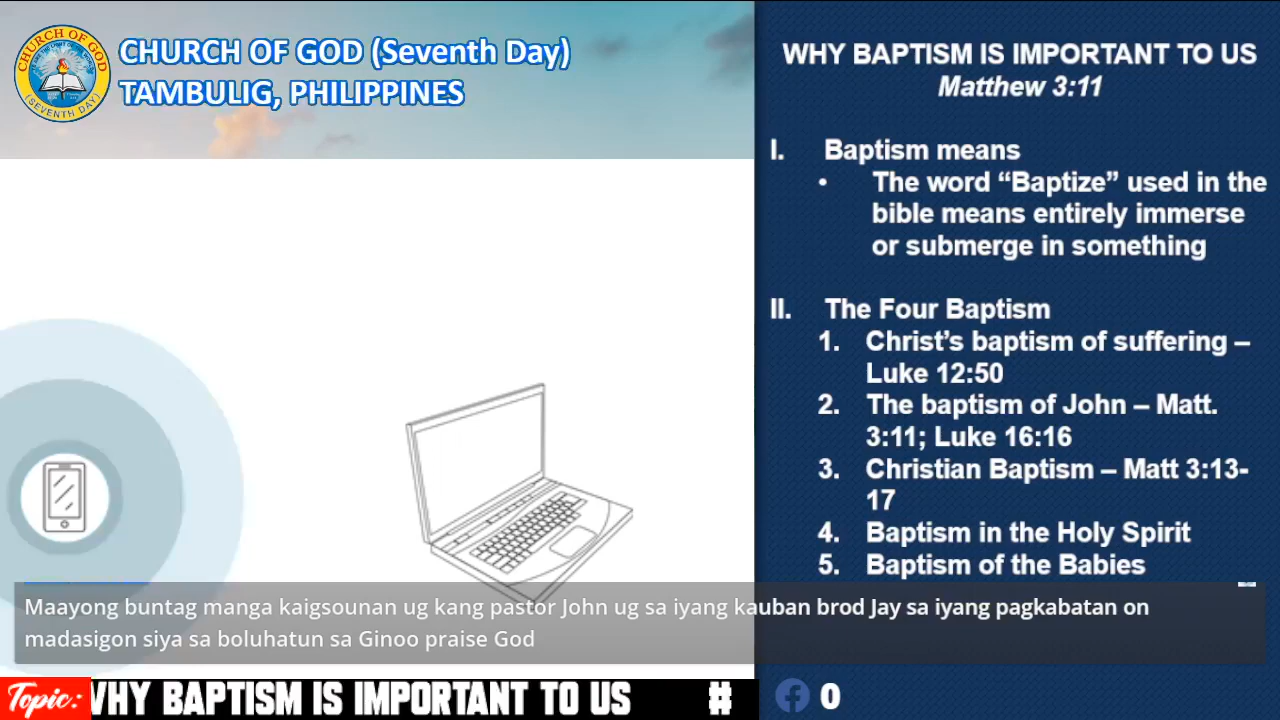 CHURCH OF GOD
(SEVENTH DAY)
CHURCH OF GOD (Seventh Day)
TAMBULIG, PHILIPPINES
WHY BAPTISM IS IMPORTANT TO US
Matthew 3:11
I. Baptism means
• The word “Baptize” used in the
bible means entirely immerse
or submerge in something
II. The Four Baptism
1. Christ’s baptism of suffering –
Luke 12:50
2. The baptism of John – Matt.
3:11; Luke 16:16
3. Christian Baptism – Matt 3:13-
17
4. Baptism in the Holy Spirit
5. Baptism of the Babies
Maayong buntag manga kaigsounan ug kang pastor John ug sa iyang kauban brod Jay sa iyang pagkabatan on
madasigon siya sa boluhatun sa Ginoo praise God
Topic: WHY BAPTISM IS IMPORTANT TO US #
0